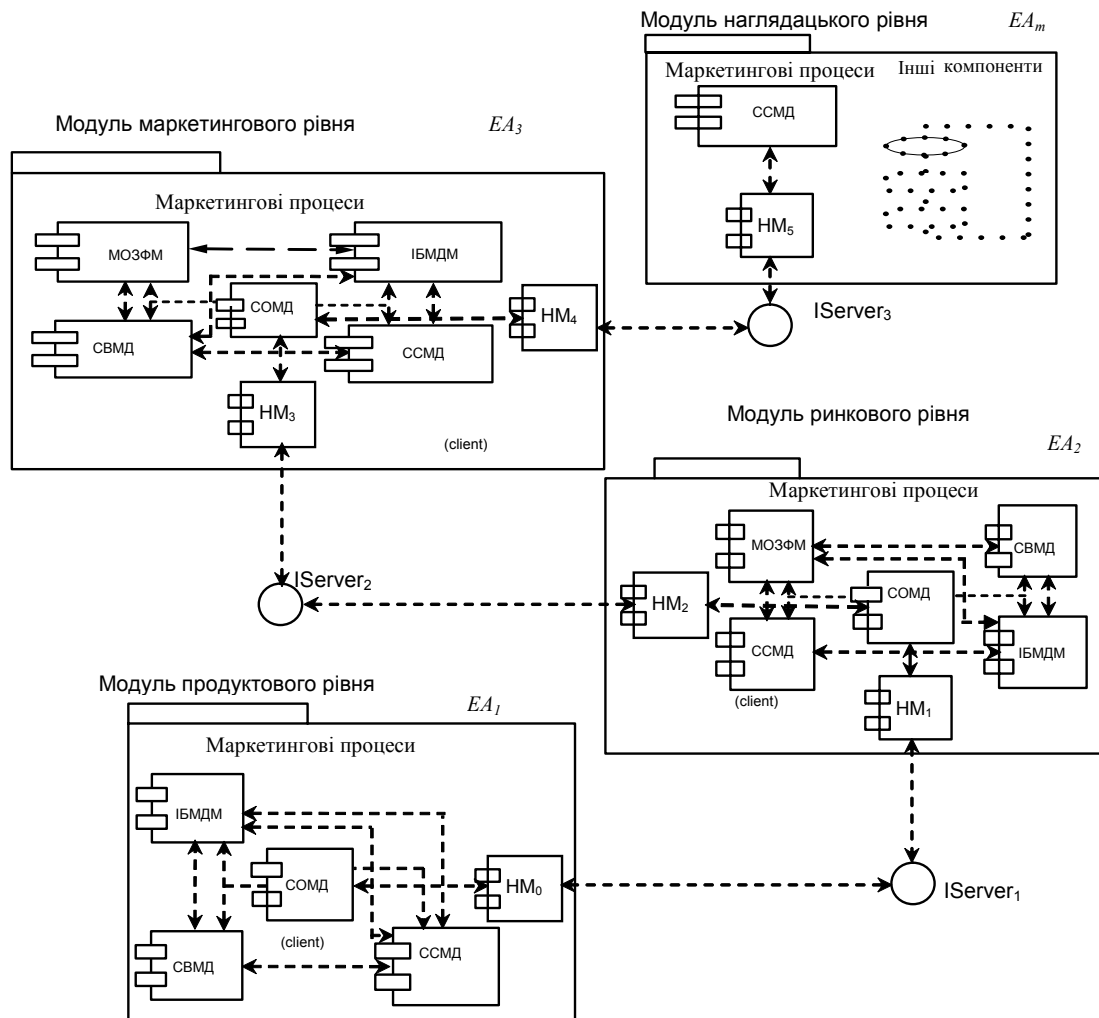 Модуль наглядацького рівня
EAm
Маркетингові процеси
Інші компоненти
ССМД
НМ5
IServer3
Модуль маркетингового рівня
EA3
Маркетингові процеси
МОЗФМ
ІБМДМ
СОМД
НМ4
СВМД
ССМД
НМ3
(client)
IServer2
Модуль ринкового рівня
EA2
Маркетингові процеси
МОЗФМ
СВМД
НМ2
СОМД
ССМД
ІБМДМ
(client)
НМ1
IServer1
Модуль продуктового рівня
EA1
Маркетингові процеси
ІБМДМ
СОМД
НМ0
(client)
СВМД
ССМД